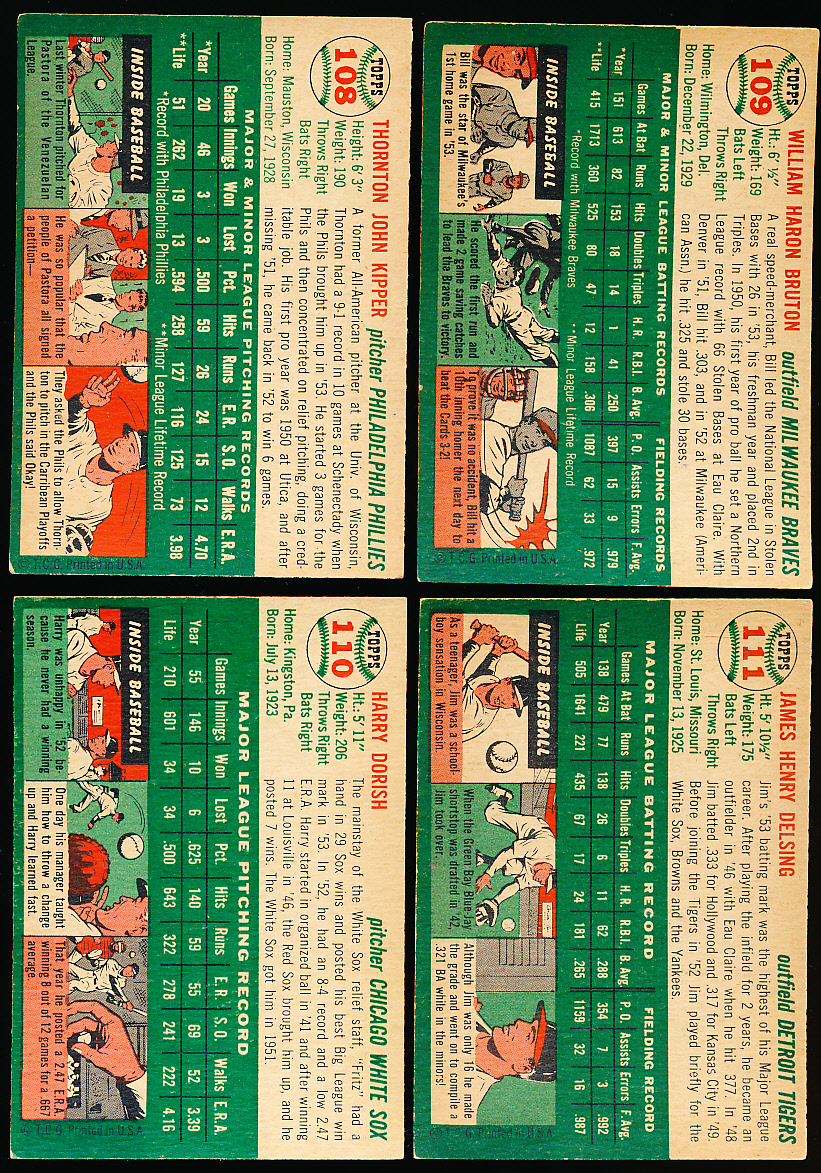 TOPPS
108
THORNTON JOHN KIPPER pitcher PHILADELPHIA PHILLIES
Height: 6' 3"
Weight: 190
Throws Right
Bats Right
Home: Mauston, Wisconsin
Born: September 27, 1928
A former All-American pitcher at the Univ. of Wisconsin,
Thornton had a 9-1 record in 10 games at Schenectady when
the Phils brought him up in '53. He started 3 games for the
Phils and then concentrated on relief pitching, doing a cred-
itable job. His first pro year was 1950 at Utica, and after
missing '51, he came back in '52 to win 6 games.
MAJOR & MINOR LEAGUE PITCHING RECORDS
Games Innings Won Lost Pct. Hits Runs E.R. S.O. Walks E.R.A.
*Year 20 46 3 3 .500 59 26 24 15 12 4.70
**Life 51 262 19 13 .594 258 127 116 125 73 3.98
*Record with Philadelphia Phillies **Minor League Lifetime Record
INSIDE BASEBALL
Last winter Thornton pitched for
Pastora of the Venezuelan
League.
He was so popular that the
people of Pastora all signed
a petition—
They asked the Phils to allow Thorn-
ton to pitch in the Carribean Playoffs
and the Phils said Okay!
© T.C.G. Printed in U.S.A.
TOPPS
109
WILLIAM HARON BRUTON outfield MILWAUKEE BRAVES
Ht.: 6' ½"
Weight: 169
Throws Right
Bats Left
Home: Wilmington, Del.
Born: December 22, 1929
A real speed-merchant, Bill led the National League in Stolen
Bases with 26 in '53, his freshman year and placed 2nd in
Triples. In 1950, his first year of pro ball he set a Northern
League record with 66 Stolen Bases at Eau Claire. With
Denver in '51, Bill hit .303, and in '52 at Milwaukee (Ameri-
can Assn.) he hit .325 and stole 30 bases.
MAJOR & MINOR LEAGUE BATTING RECORDS FIELDING RECORDS
Games At Bat Runs Hits Doubles Triples H.R. R.B.I. B. Avg. P.O. Assists Errors F. Avg.
*Year 151 613 82 153 18 14 1 41 .250 397 15 9 .979
**Life 415 1713 360 525 80 47 12 158 .306 1087 62 33 .972
*Record with Milwaukee Braves **Minor League Lifetime Record
INSIDE BASEBALL
Bill was the star of Milwaukee's
1st home game in '53.
He scored the first run and
make 2 game saving catches
to lead the Braves to victory.
To prove it was no accident, Bill hit a
10th inning homer the next day to
beat the Cards 3-2!
© T.C.G. Printed in U.S.A.
TOPPS
110
HARRY DORISH pitcher CHICAGO WHITE SOX
Ht.: 5' 11"
Weight: 206
Throws Right
Bats Right
Home: Kingston, Pa.
Born: July 13, 1923
The mainstay of the White Sox relief staff, "Fritz" had a
hand in 29 Sox wins and posted his best Big League win
mark in '53. In '52, he had an 8-4 record and a low 2.47
E.R.A. Harry started in organized ball in '41 and after winning
11 at Louisville in '46, the Red Sox brought him up, and he
posted 7 wins. The White Sox got him in 1951.
MAJOR LEAGUE PITCHING RECORD
Games Innings Won Lost Pct Hits Runs E.R. S.O. Walks E.R.A.
Year 55 146 10 6 .625 140 59 55 69 52 3.39
Life 210 601 34 34 .500 643 322 278 241 222 4.16
INSIDE BASEBALL
Harry was unhappy in '52 be-
cause he never had a winning
season.
One day his manager taught
him how to throw a change
up and Harry learned fast.
That year he posted a 2.47 E.R.A.
winning 8 out of 12 games for a .667
average.
© T.C.G. Printed in U.S.A.
TOPPS
111
JAMES HENRY DELSING outfield DETROIT TIGERS
Ht. 5' 10½"
Weight: 175
Throws Right
Bats Left
Home: St. Louis, Missouri
Born: November 13, 1925
Jim's '53 batting mark was the highest of his Major League
career. After playing the infield for 2 years, he became an
outfielder in '46 with Eau Claire when he hit .377. In '48
Jim batted .333 for Hollywood and .317 for Kansas City in '49.
Before joining the Tigers in '52 Jim played briefly for the
White Sox, Browns and the Yankees.
MAJOR LEAGUE BATTING RECORD FIELDING RECORD
Games At Bat Runs Hits Doubles Triples H.R. R.B.I. B. Avg. P.O. Assists Errors F. Avg.
Year 138 479 77 138 26 6 11 62 .288 354 7 3 .992
Life 505 1641 221 435 67 17 24 181 .265 1159 32 16 .987
INSIDE BASEBALL
As a teenager, Jim was a school-
boy sensation in Wisconsin.
When the Green Bay Blue Jay
shortstop was drafted in '42,
Jim took over.
Although Jim was only 16 he made
the grade and went on to compile a
.321 BA while in the minors!
© T.C.G. Printed in U.S.A.